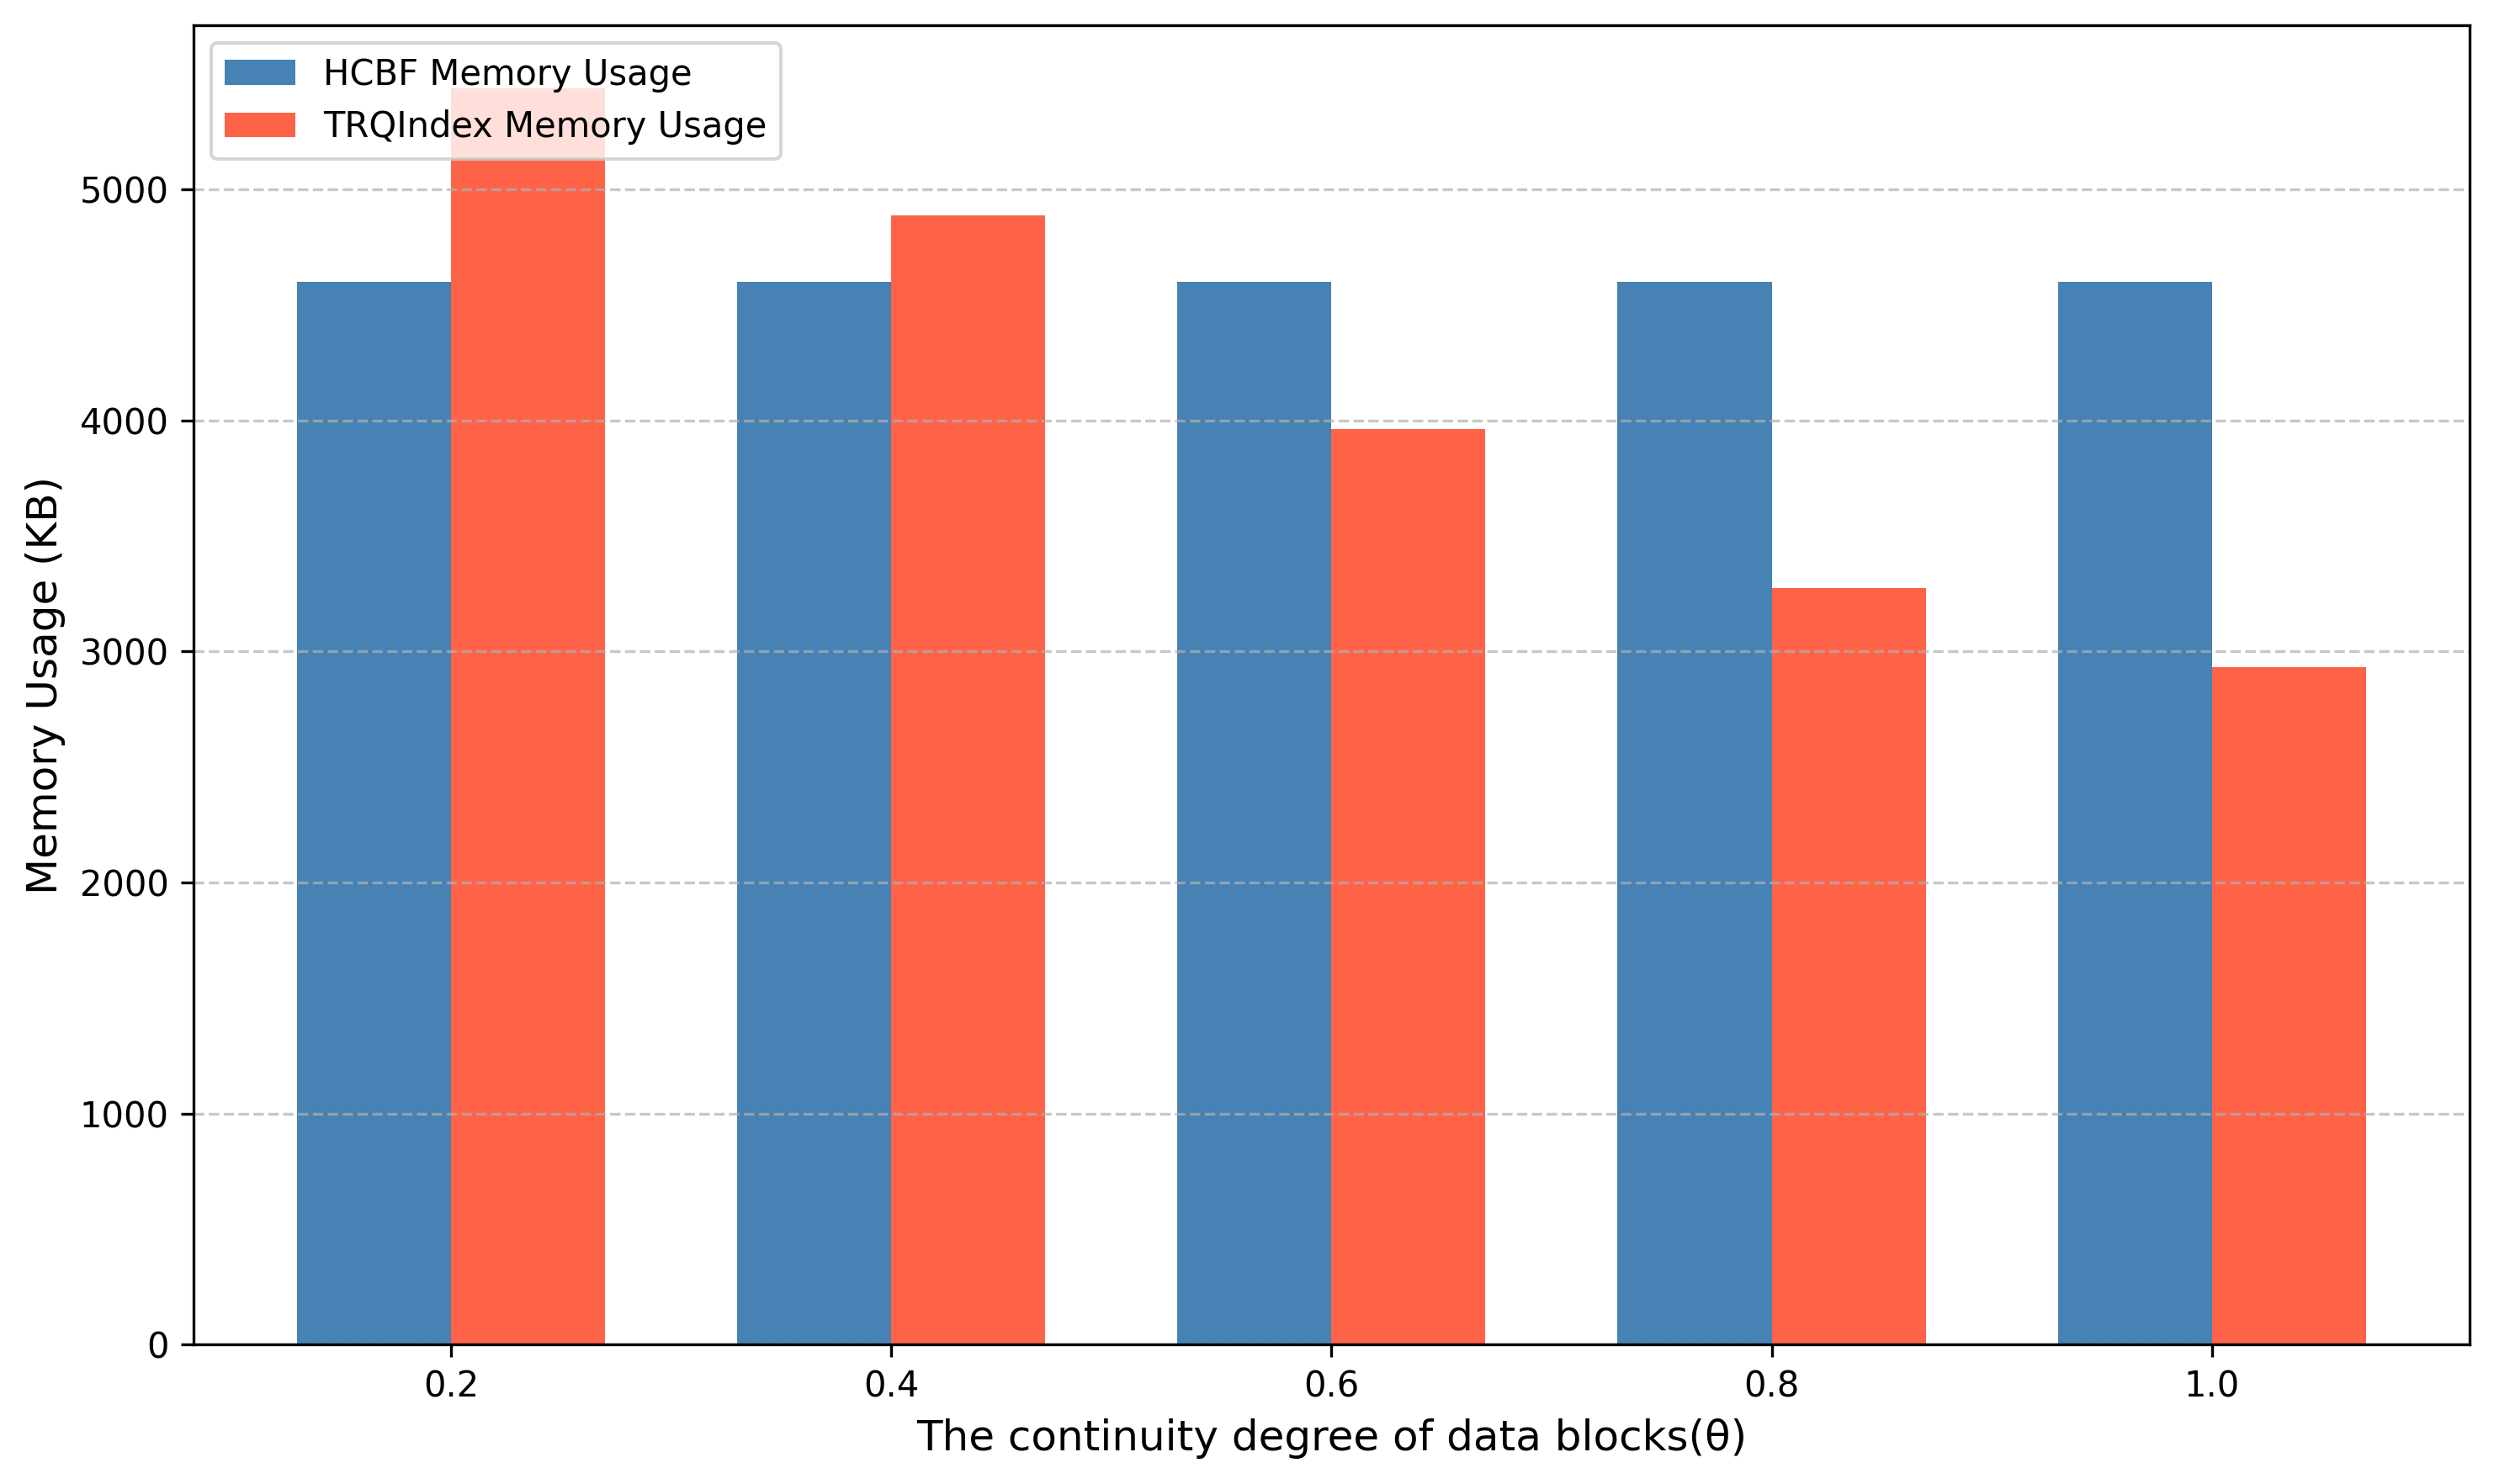 HCBF Memory Usage
TRQIndex Memory Usage
Memory Usage (KB)
5000
4000
3000
2000
1000
0
0.2
0.4
0.6
0.8
1.0
The continuity degree of data blocks(θ)